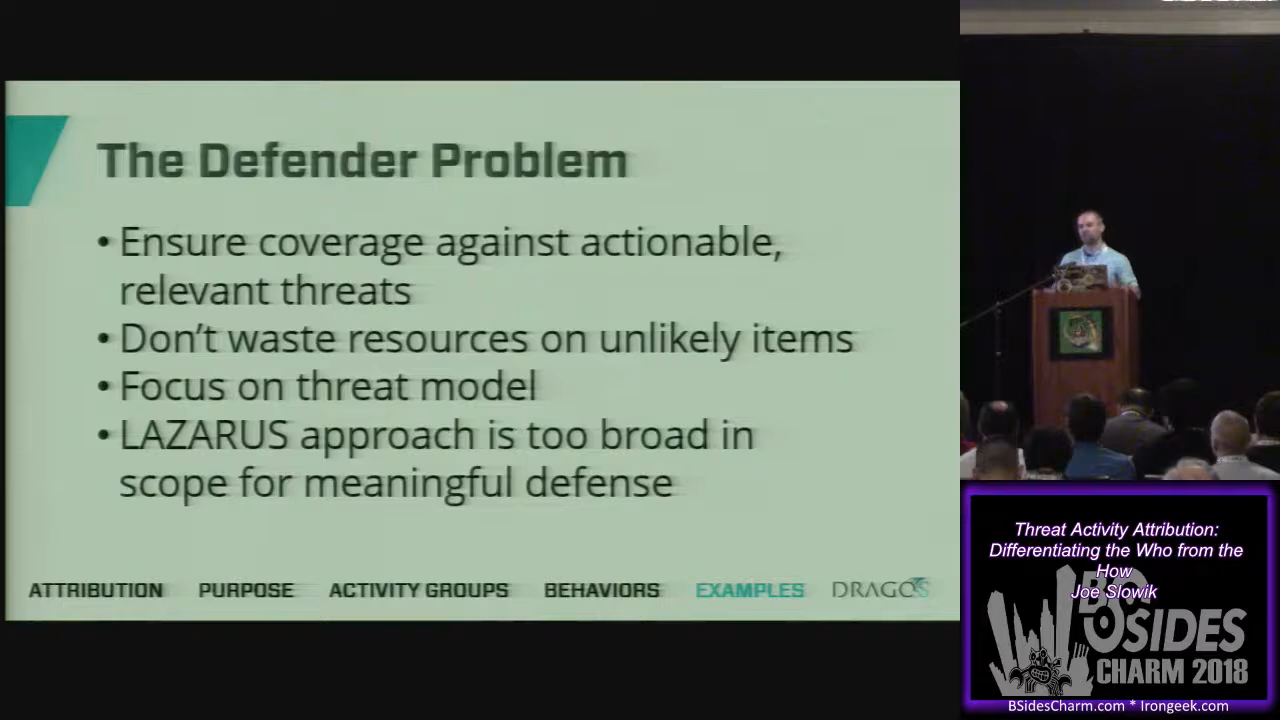 The Defender Problem
• Ensure coverage against actionable,
relevant threats
• Don't waste resources on unlikely items
• Focus on threat model
• LAZARUS approach is too broad in
scope for meaningful defense
ATTRIBUTION PURPOSE ACTIVITY GROUPS BEHAVIORS EXAMPLES DRAGOS
Threat Activity Attribution:
Differentiating the Who from the
How
Joe Slowik
BSIDES
CHARM 2018
BSidesCharm.com * Irongeek.com